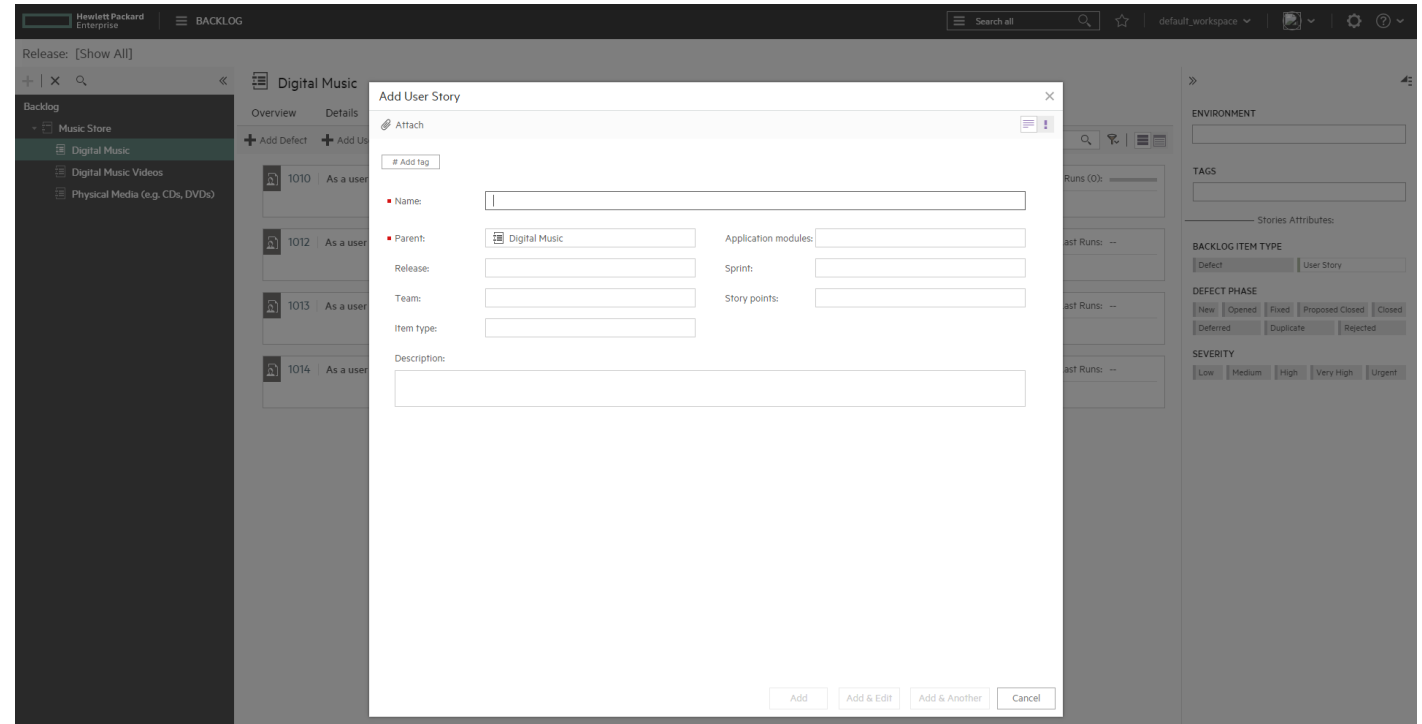 Hewlett Packard
Enterprise
BACKLOG
Search all
default_workspace
Release: [Show All]
Backlog
Music Store
Digital Music
Digital Music Videos
Physical Media (e.g. CDs, DVDs)
Digital Music
Overview Details
Add Defect Add Us
1010 As a user
Runs (0):
1012 As a user
ast Runs: --
1013 As a user
ast Runs: --
1014 As a user
ast Runs: --
Add User Story
Attach
# Add tag
Name:
Parent: Digital Music Application modules:
Release: Sprint:
Team: Story points:
Item type:
Description:
Add Add & Edit Add & Another Cancel
ENVIRONMENT
TAGS
Stories Attributes:
BACKLOG ITEM TYPE
Defect User Story
DEFECT PHASE
New Opened Fixed Proposed Closed Closed
Deferred Duplicate Rejected
SEVERITY
Low Medium High Very High Urgent